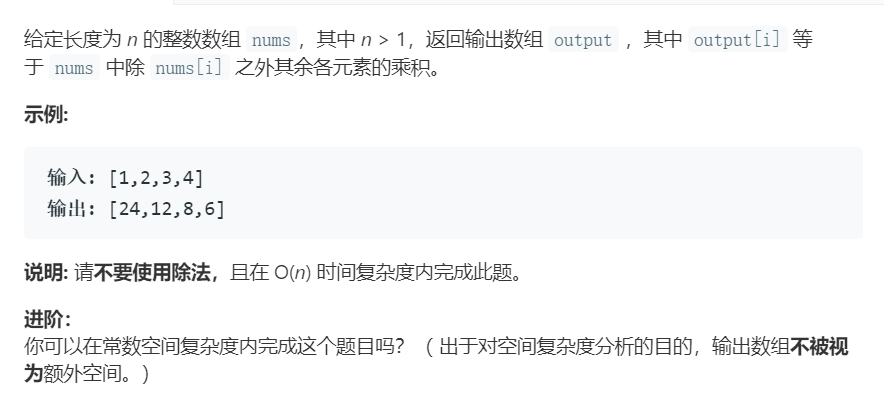 给定长度为 n 的整数数组 nums，其中 n > 1，返回输出数组 output ，其中 output[i] 等
于 nums 中除 nums[i] 之外其余各元素的乘积。
示例:
输入: [1,2,3,4]
输出: [24,12,8,6]
说明: 请不要使用除法，且在 O(n) 时间复杂度内完成此题。
进阶：
你可以在常数空间复杂度内完成这个题目吗？（ 出于对空间复杂度分析的目的，输出数组不被视
为额外空间。）